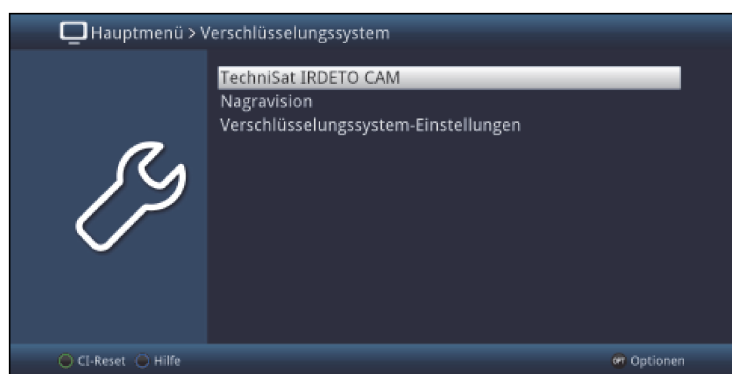 Hauptmenü > Verschlüsselungssystem
TechniSat IRDETO CAM
Nagravision
Verschlüsselungssystem-Einstellungen
CI-Reset Hilfe OPT Optionen